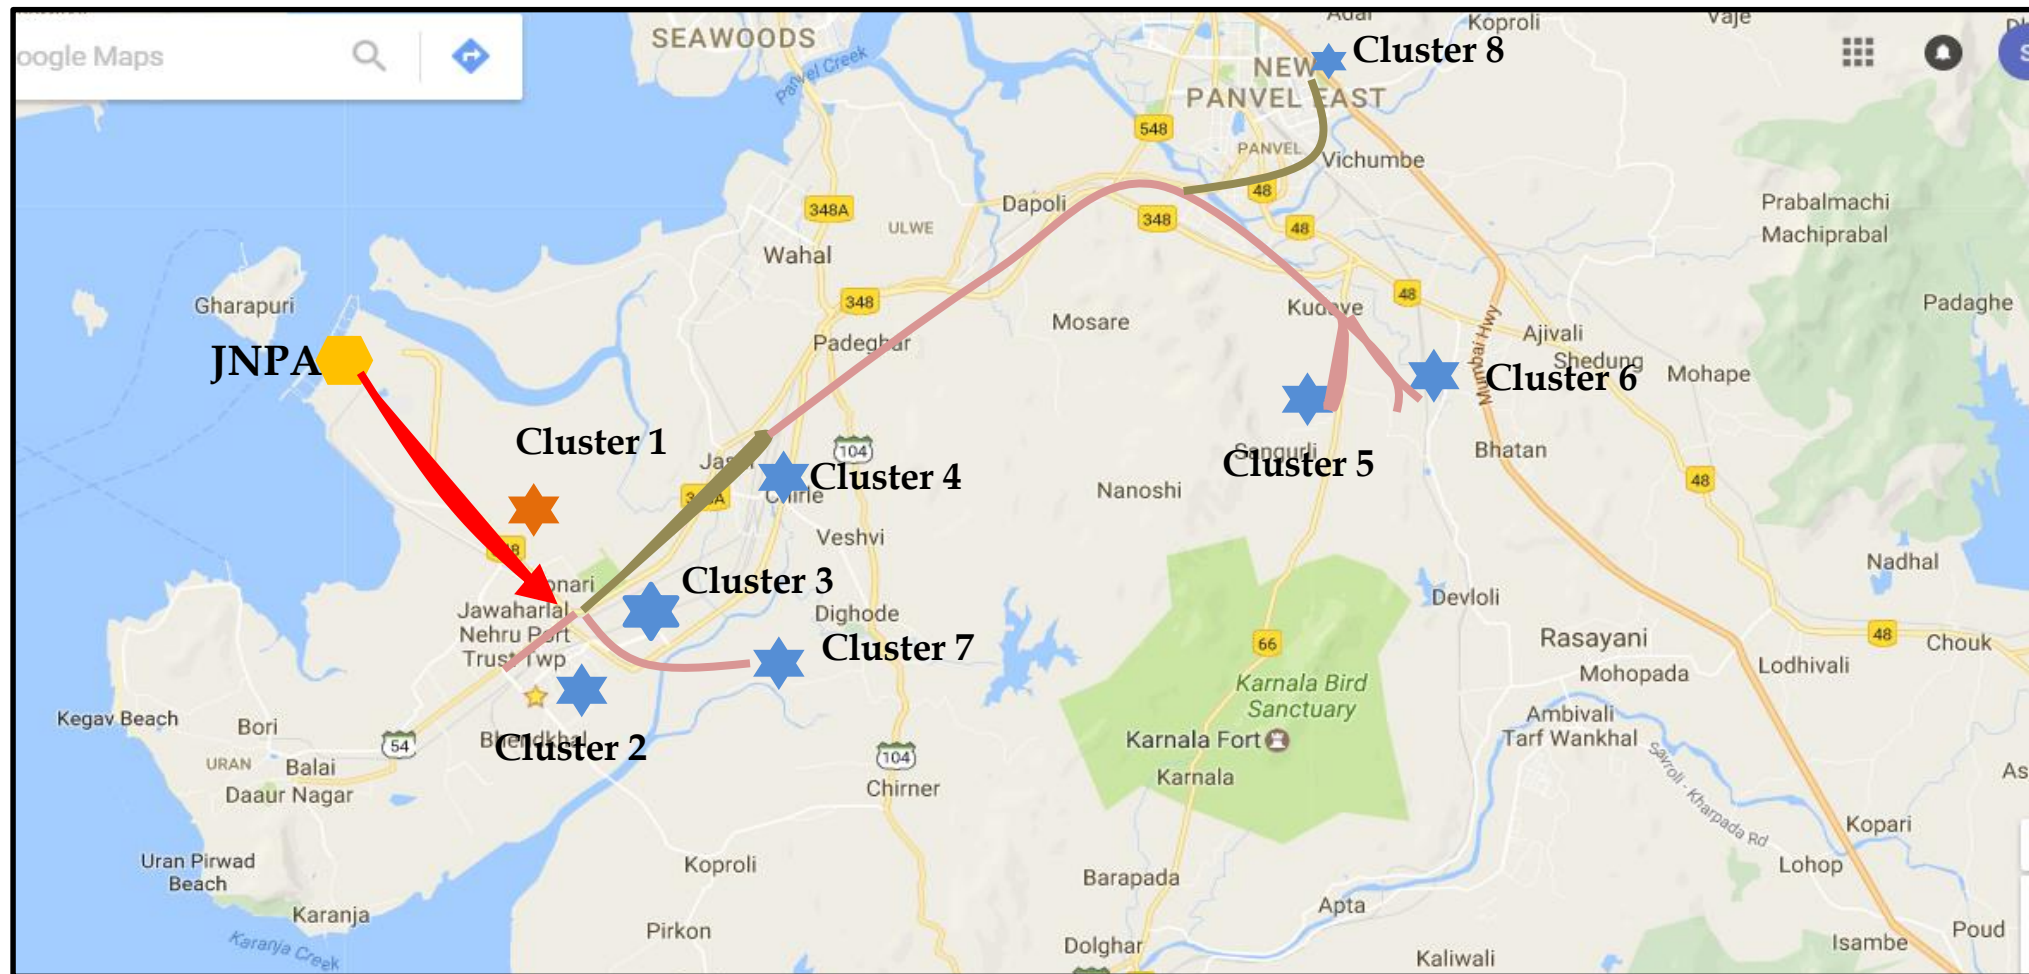 oogle Maps
SEAWOODS
Panvel Creek
Cluster 8
Koproli
Vaje
NEW
PANVEL EAST
548
PANVEL
Vichumbe
48
Dapoli
348A
ULWE
348
48
Prabalmachi
Machiprabal
Wahal
Gharapuri
348
Kudave
48
Padaghe
Mosare
Ajivali
Padeghar
JNPA
Mumbai Hwy
Shedung
Cluster 6
Mohape
Cluster 1
104
Sangurli
Cluster 5
Bhatan
Cluster 4
Chirle
Nanoshi
48
Veshvi
Nadhal
Cluster 3
Jawaharlal
Nehru Port
Trust Twp
Dighode
Devloli
66
Rasayani
48
Chouk
Cluster 7
Mohopada
Lodhivali
Karnala Bird
Sanctuary
Kegav Beach
Bori
54
Cluster 2
Karnala Fort
Ambivali
Tarf Wankhal
URAN
Balai
104
Karnala
Daaur Nagar
Chirner
Savroli - Kharpada Rd
Kopari
Uran Pirwad
Beach
Koproli
Barapada
Lohop
Karanja
Apta
Pirkon
Karanja Creek
Dolghar
Kaliwali
Isambe
Poud